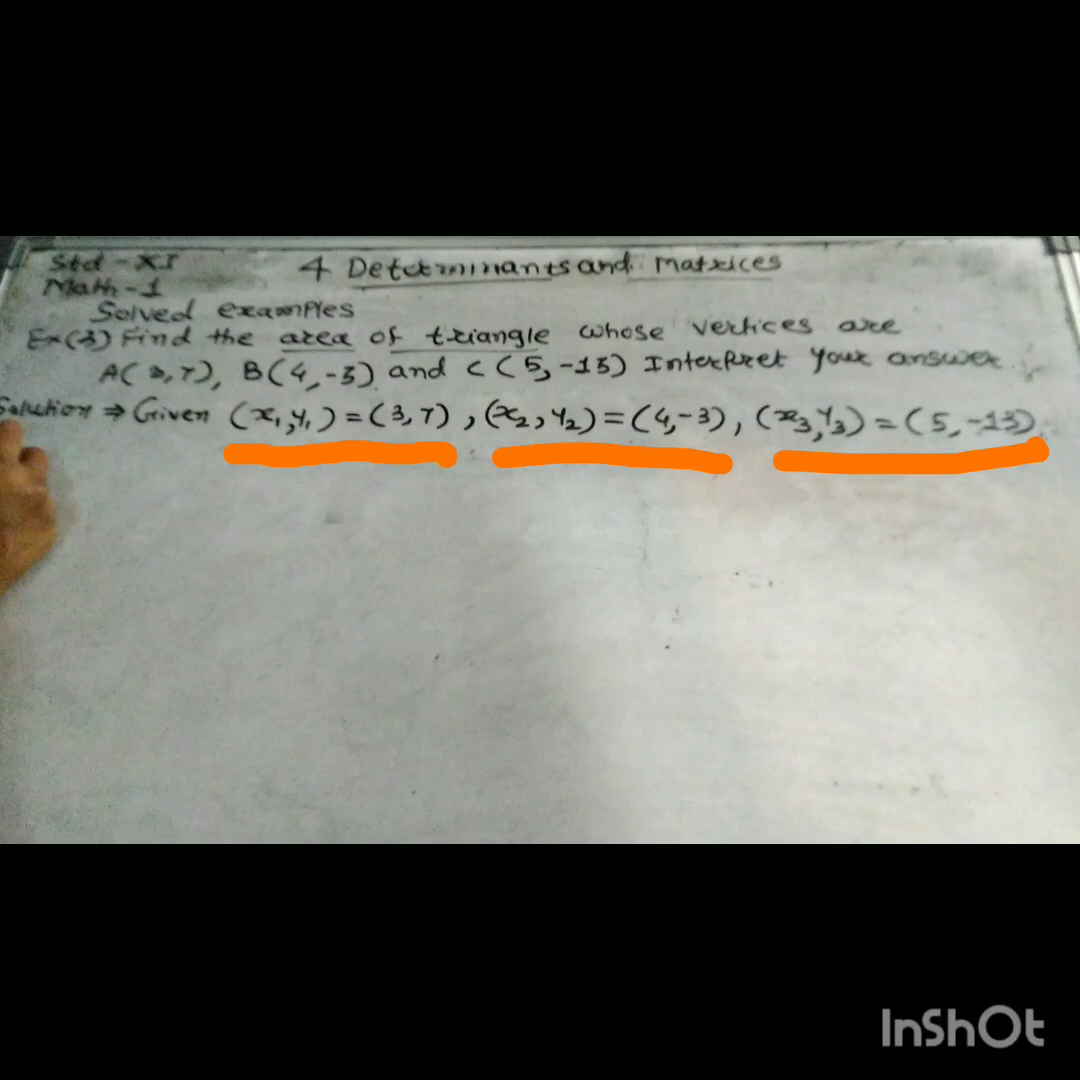 Std - XI
4 Determinants and Matrices
Math - 1
Solved examples
Ex(3) Find the area of triangle whose vertices are
A(3,7), B(4,-3) and C(5,-13) Interpret your answer
Solution ⇒ Given (x₁,y₁) = (3,7), (x₂,y₂) = (4,-3), (x₃,y₃) = (5,-13).
InShOt